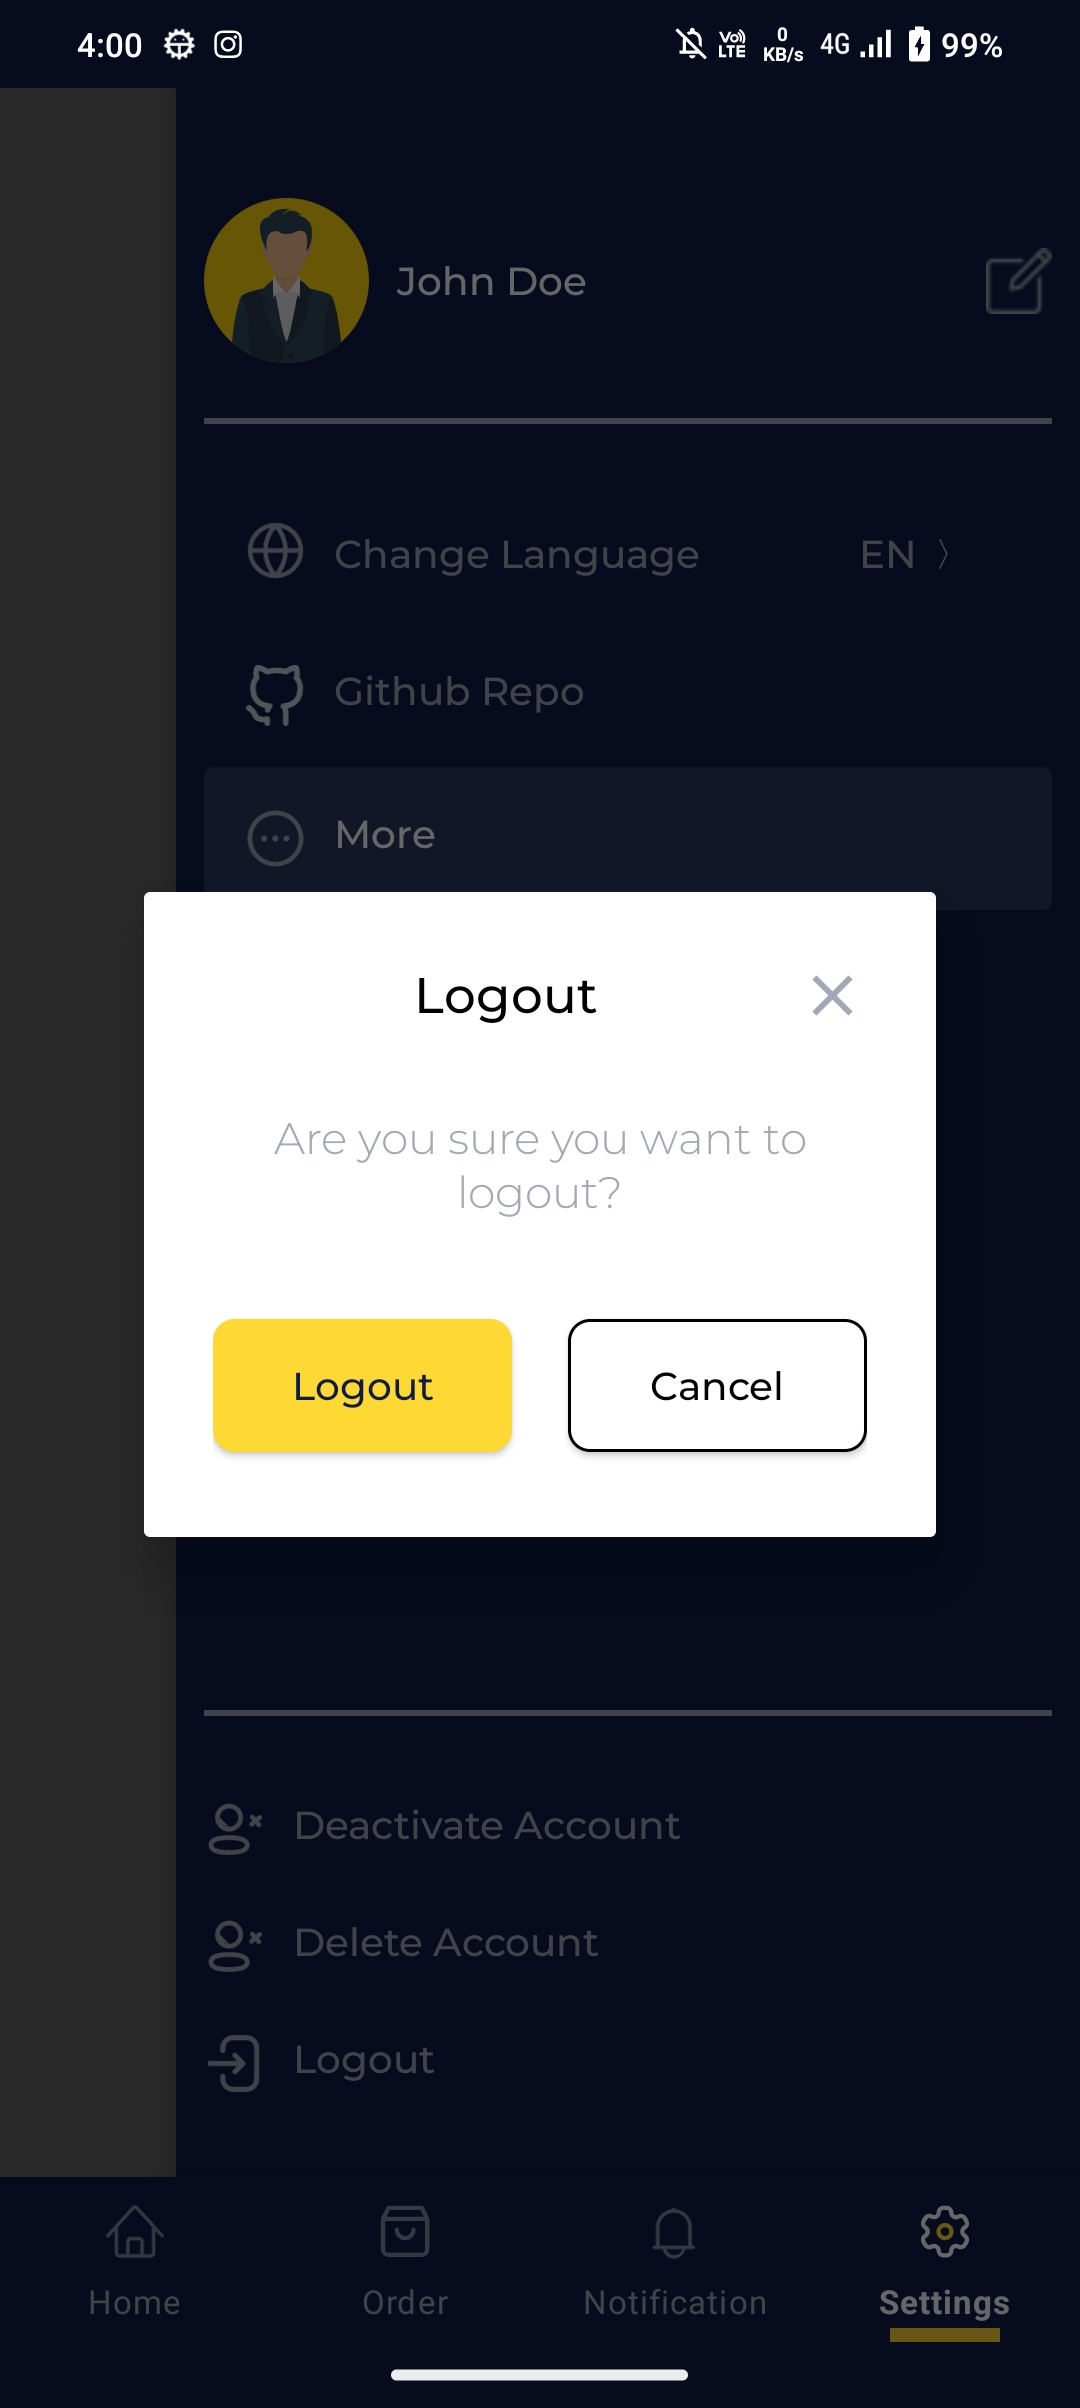 4:00 Vo)) LTE 0 KB/s 4G 99%
John Doe
Change Language EN 〉
Github Repo
More
Logout
Are you sure you want to
logout?
Logout Cancel
Deactivate Account
Delete Account
Logout
Home Order Notification Settings